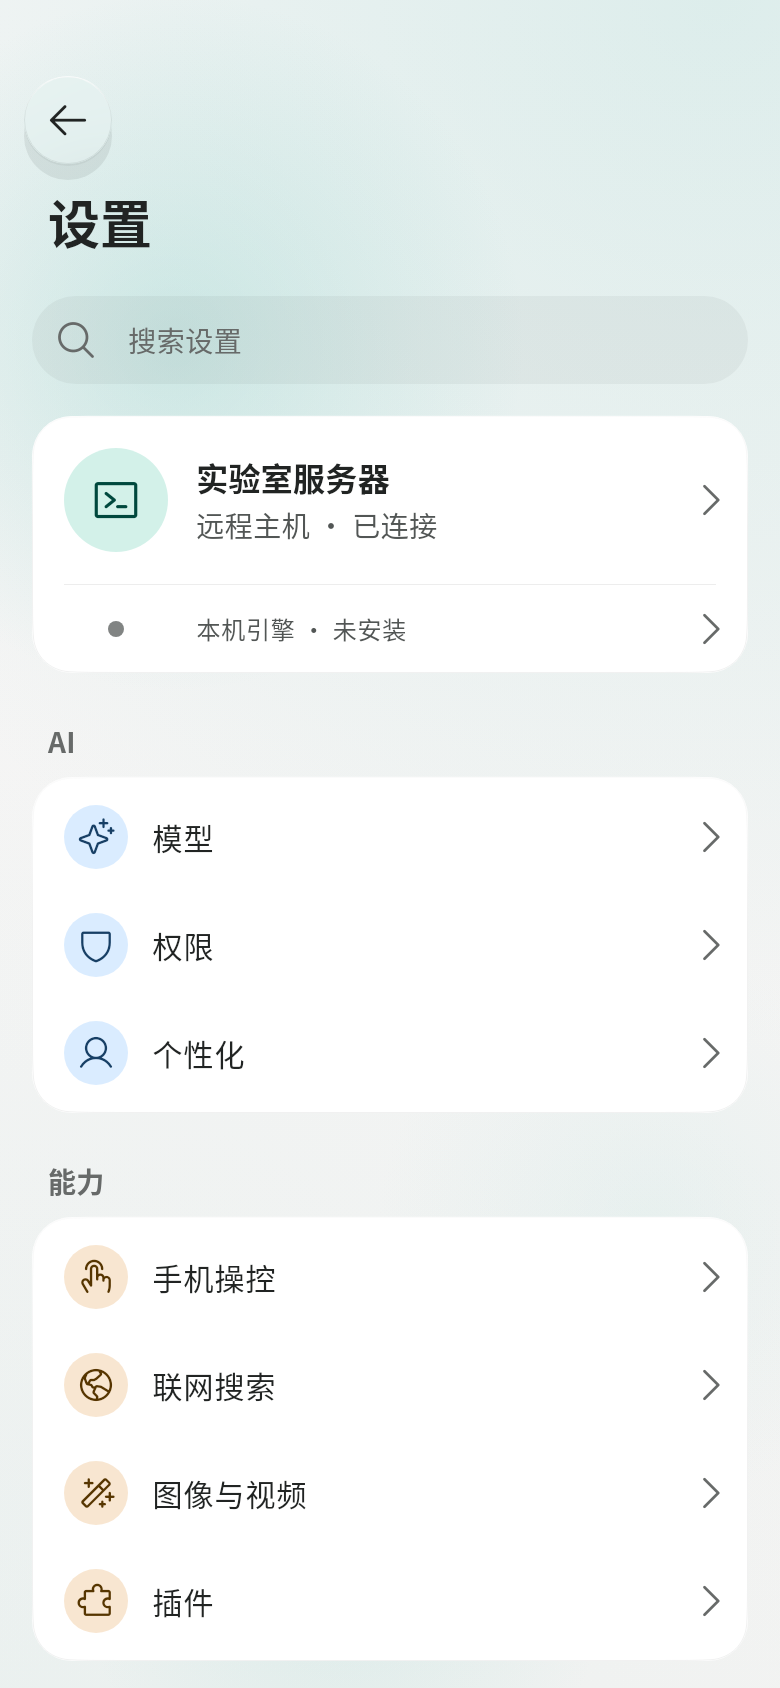 设置
搜索设置
实验室服务器
远程主机 · 已连接
本机引擎 · 未安装
AI
模型
权限
个性化
能力
手机操控
联网搜索
图像与视频
插件